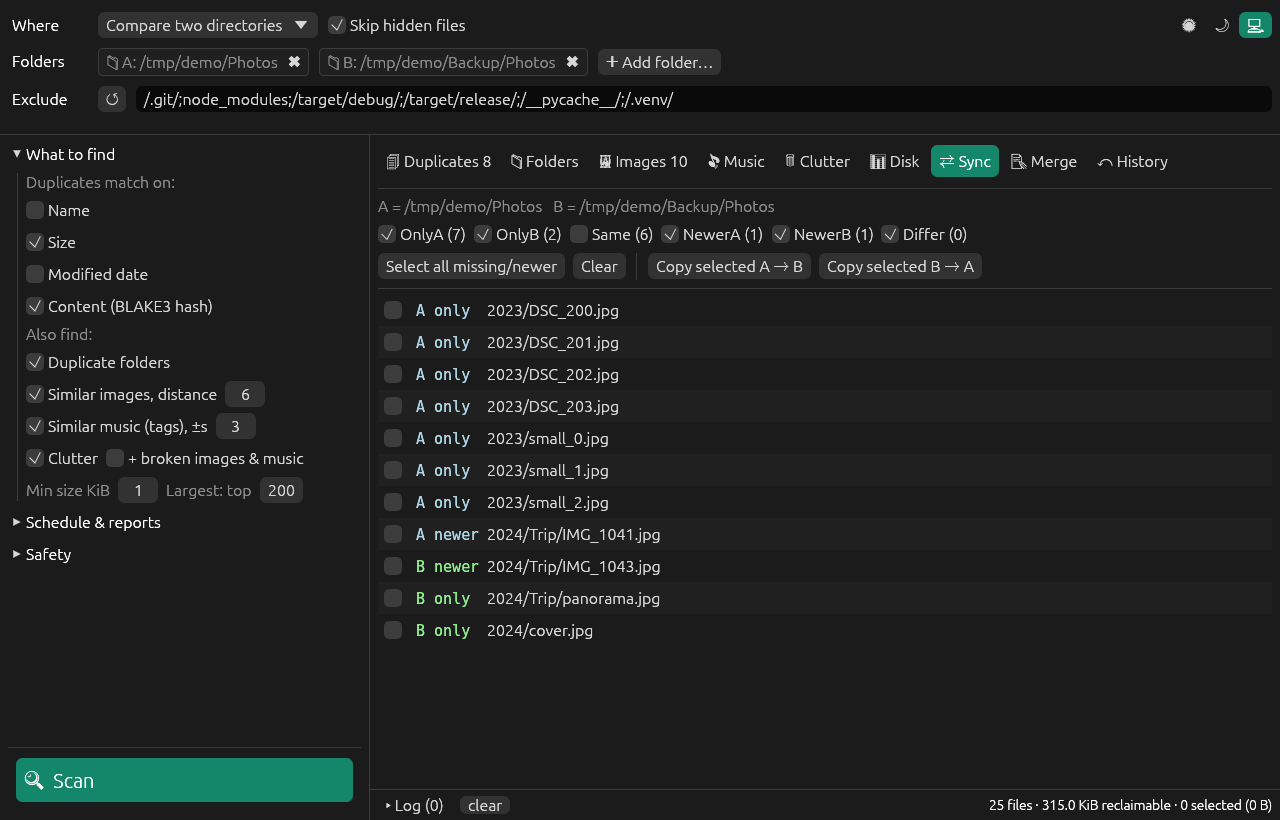 Where Compare two directories Skip hidden files
Folders A: /tmp/demo/Photos B: /tmp/demo/Backup/Photos + Add folder…
Exclude /.git/;node_modules;/target/debug/;/target/release/;/__pycache__/;/.venv/
What to find
Duplicates match on:
Name
Size
Modified date
Content (BLAKE3 hash)
Also find:
Duplicate folders
Similar images, distance 6
Similar music (tags), ±s 3
Clutter + broken images & music
Min size KiB 1 Largest: top 200
Schedule & reports
Safety
Scan
Duplicates 8 Folders Images 10 Music Clutter Disk Sync Merge History
A = /tmp/demo/Photos B = /tmp/demo/Backup/Photos
OnlyA (7) OnlyB (2) Same (6) NewerA (1) NewerB (1) Differ (0)
Select all missing/newer Clear Copy selected A → B Copy selected B → A
A only 2023/DSC_200.jpg
A only 2023/DSC_201.jpg
A only 2023/DSC_202.jpg
A only 2023/DSC_203.jpg
A only 2023/small_0.jpg
A only 2023/small_1.jpg
A only 2023/small_2.jpg
A newer 2024/Trip/IMG_1041.jpg
B newer 2024/Trip/IMG_1043.jpg
B only 2024/Trip/panorama.jpg
B only 2024/cover.jpg
Log (0) clear 25 files · 315.0 KiB reclaimable · 0 selected (0 B)